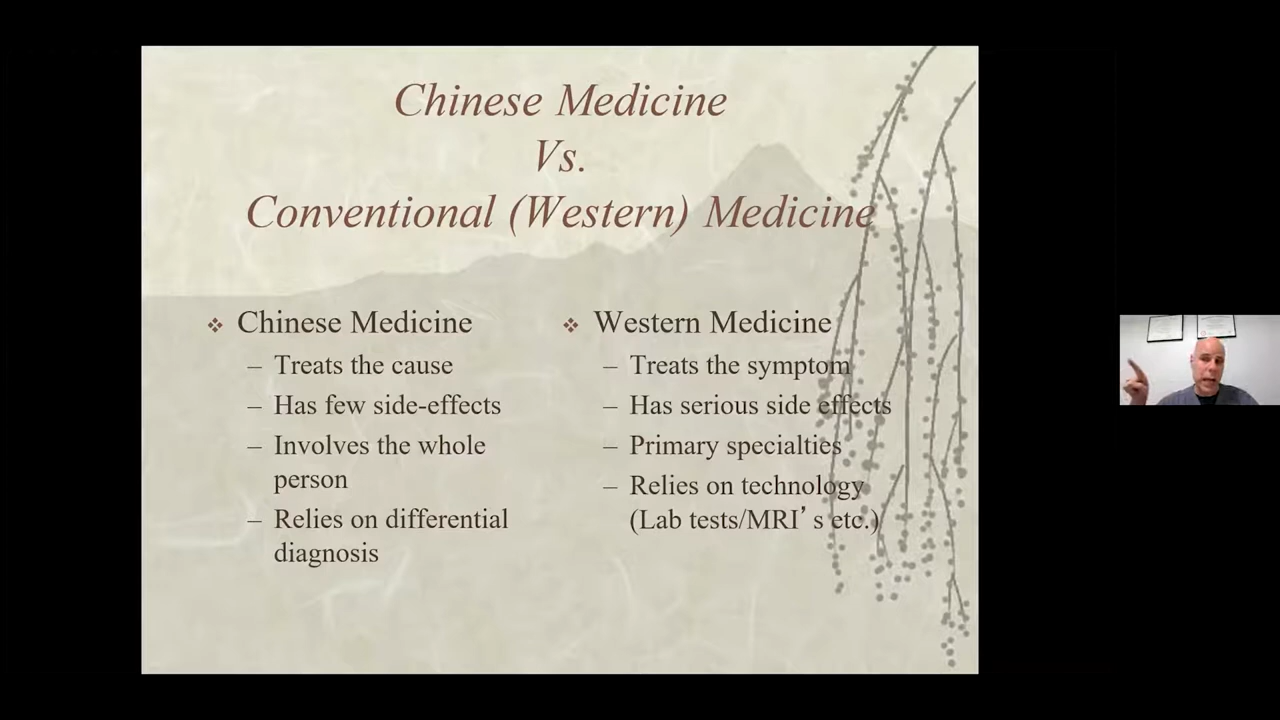 Chinese Medicine
Vs.
Conventional (Western) Medicine
❖ Chinese Medicine
– Treats the cause
– Has few side-effects
– Involves the whole
person
– Relies on differential
diagnosis
❖ Western Medicine
– Treats the symptom
– Has serious side effects
– Primary specialties
– Relies on technology
(Lab tests/MRI’s etc.)